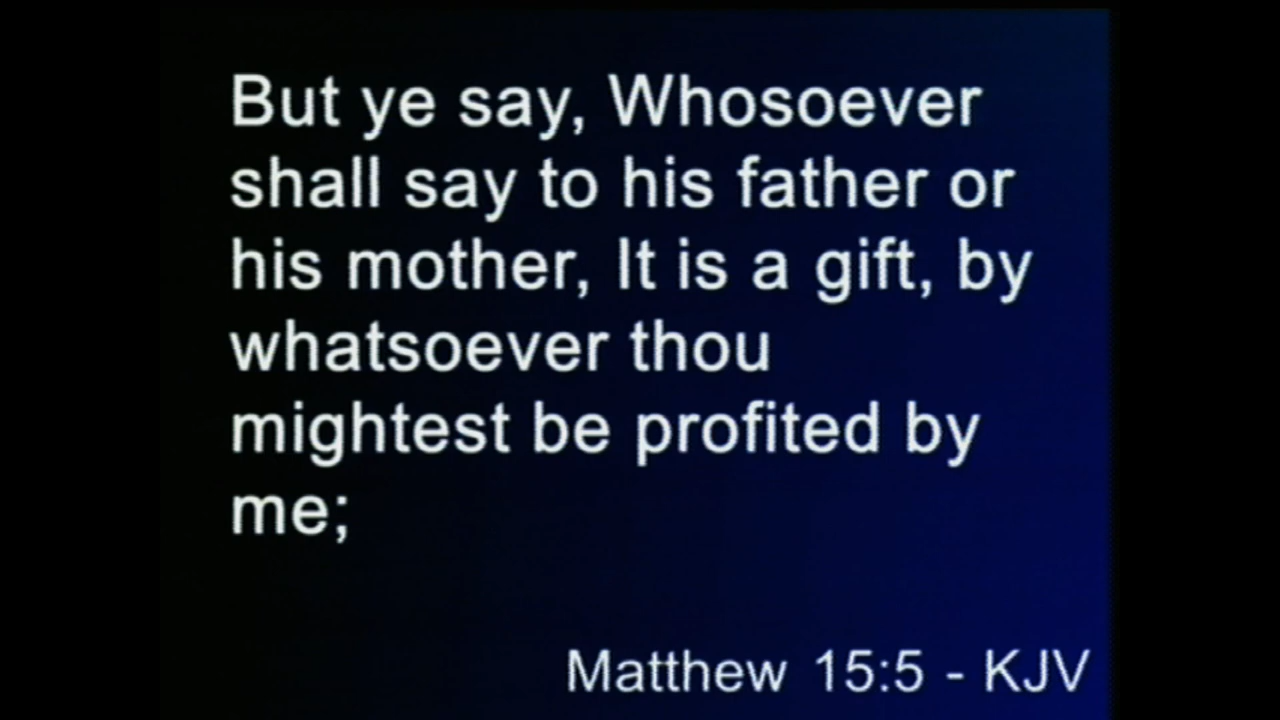 But ye say, Whosoever
shall say to his father or
his mother, It is a gift, by
whatsoever thou
mightest be profited by
me;
Matthew 15:5 - KJV